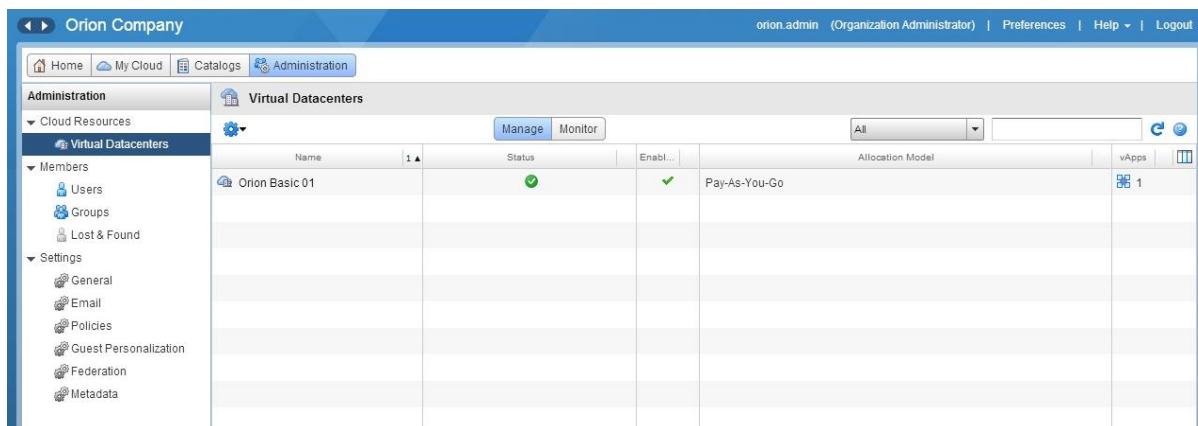 Orion Company
orion.admin (Organization Administrator) | Preferences | Help | Logout
Home My Cloud Catalogs Administration
Administration
Cloud Resources
Virtual Datacenters
Members
Users
Groups
Lost & Found
Settings
General
Email
Policies
Guest Personalization
Federation
Metadata
Virtual Datacenters
Manage Monitor
All
Name 1 Status Enabl... Allocation Model vApps
Orion Basic 01 Pay-As-You-Go 1